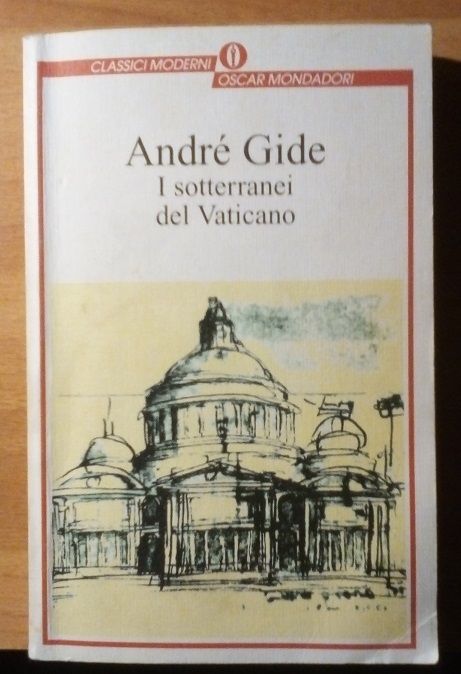 CLASSICI MODERNI
OSCAR MONDADORI
André Gide
I sotterranei
del Vaticano